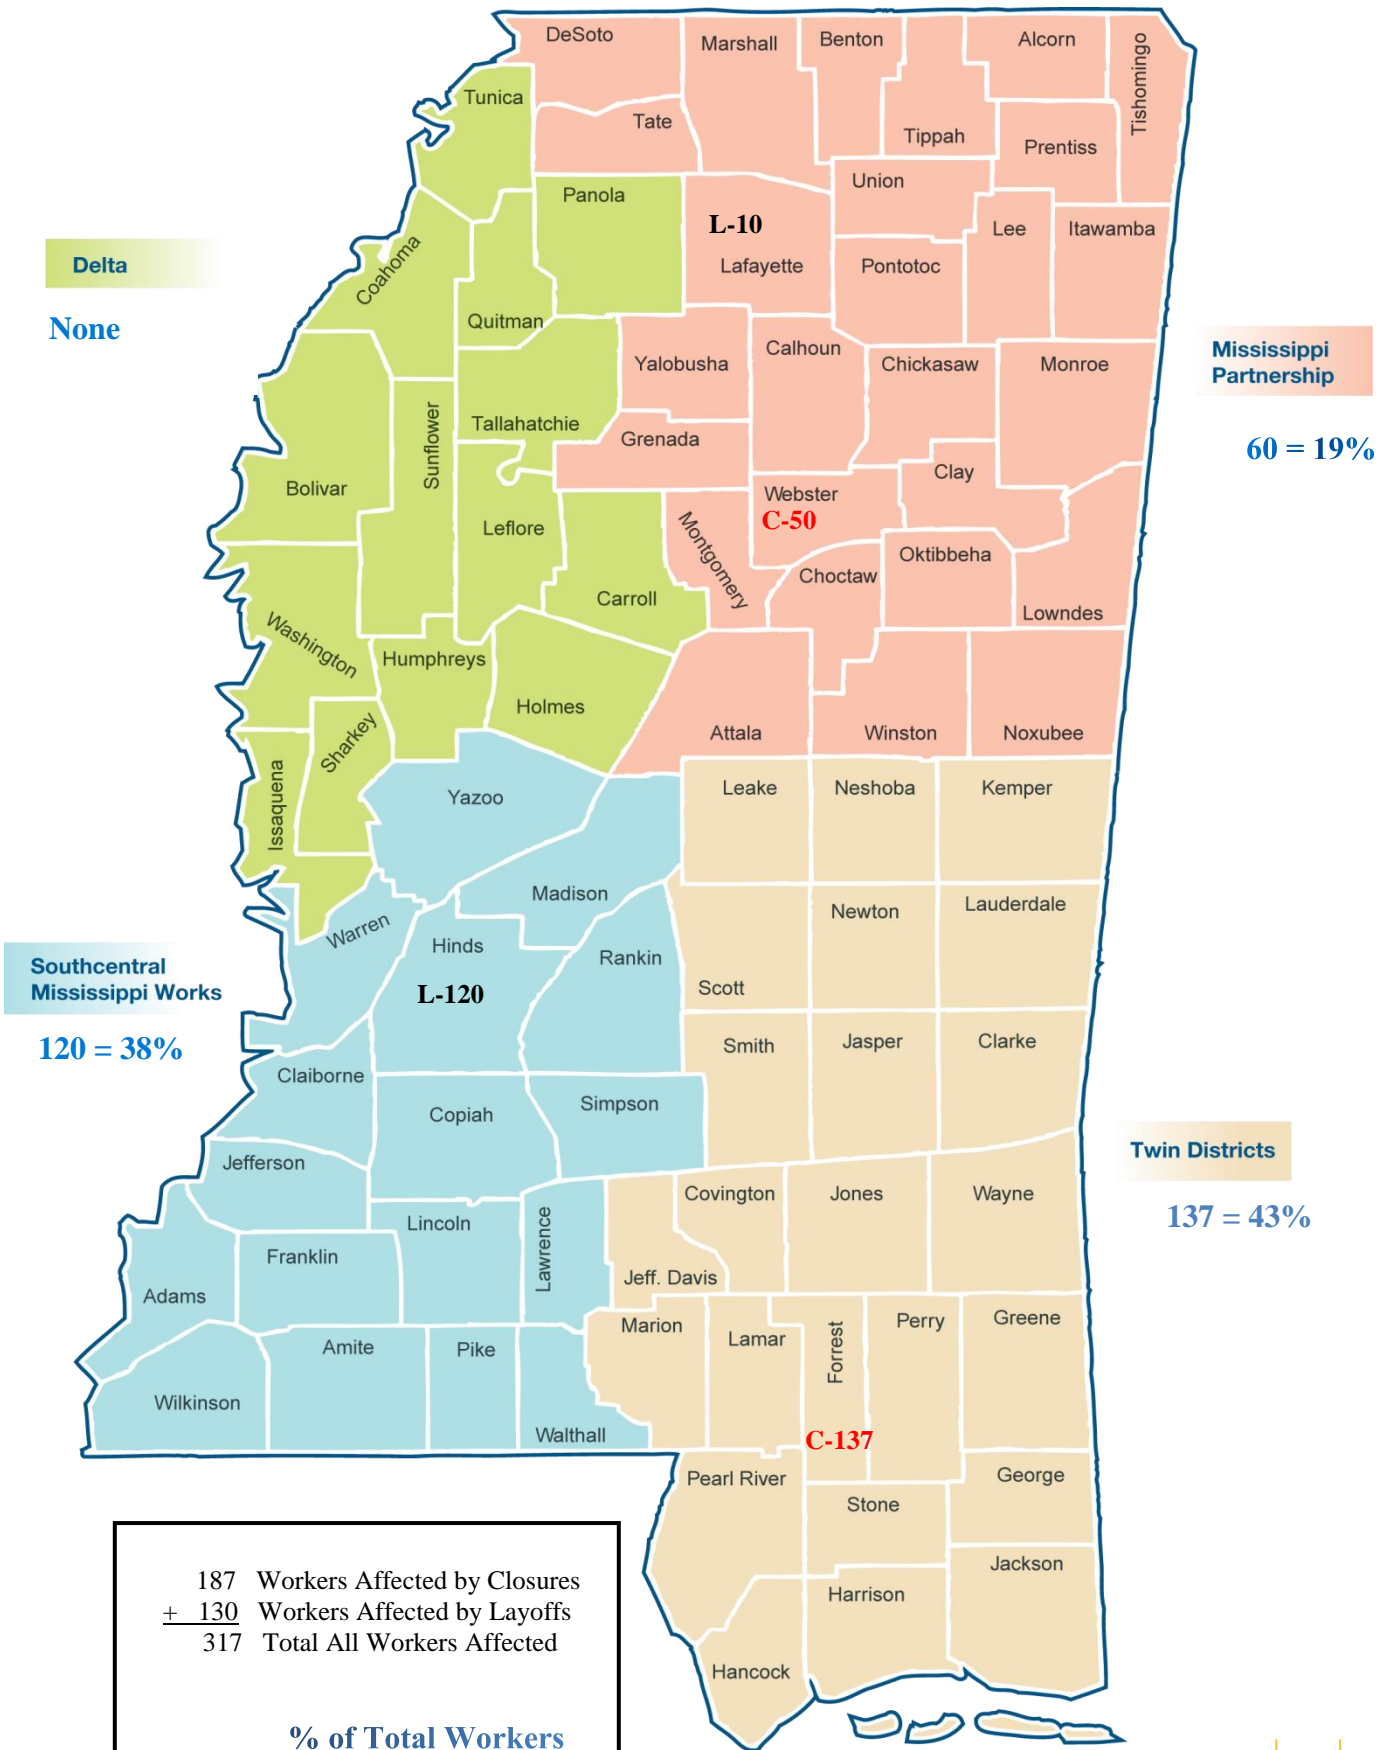 DeSoto
Marshall
Benton
Alcorn
Tishomingo
Tunica
Tate
Tippah
Prentiss
Union
Panola
L-10
Lafayette
Lee
Itawamba
Pontotoc
Coahoma
Quitman
Delta
None
Yalobusha
Calhoun
Chickasaw
Monroe
Mississippi
Partnership
60 = 19%
Tallahatchie
Sunflower
Grenada
Bolivar
Leflore
Clay
Webster
C-50
Montgomery
Oktibbeha
Choctaw
Carroll
Lowndes
Washington
Humphreys
Holmes
Attala
Winston
Noxubee
Sharkey
Issaquena
Yazoo
Leake
Neshoba
Kemper
Madison
Newton
Lauderdale
Warren
Hinds
Rankin
Scott
L-120
Southcentral
Mississippi Works
120 = 38%
Smith
Jasper
Clarke
Claiborne
Copiah
Simpson
Twin Districts
137 = 43%
Jefferson
Covington
Jones
Wayne
Lincoln
Lawrence
Franklin
Jeff. Davis
Adams
Marion
Lamar
Forrest
Perry
Greene
Amite
Pike
Wilkinson
Walthall
C-137
Pearl River
George
Stone
Jackson
Harrison
Hancock
187 Workers Affected by Closures
+ 130 Workers Affected by Layoffs
317 Total All Workers Affected
% of Total Workers